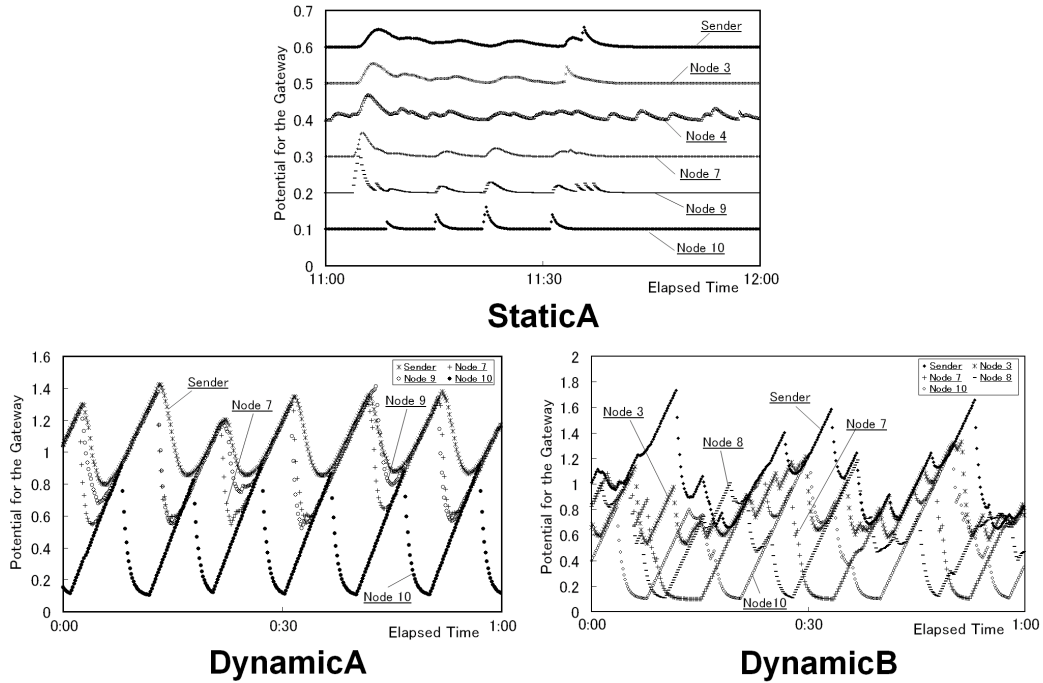 0.7
0.6
0.5
0.4
0.3
0.2
0.1
0
Potential for the Gateway
Sender
Node 3
Node 4
Node 7
Node 9
Node 10
11:00
11:30
12:00
Elapsed Time
StaticA
1.6
1.4
1.2
1
0.8
0.6
0.4
0.2
0
Potential for the Gateway
Sender
Node 7
Node 9
Node 10
Sender
Node 7
Node 9
Node 10
0:00
0:30
1:00
Elapsed Time
DynamicA
2
1.8
1.6
1.4
1.2
1
0.8
0.6
0.4
0.2
0
Potential for the Gateway
Sender
Node 3
Node 7
Node 8
Node 10
Sender
Node 3
Node 7
Node 8
Node10
0:00
0:30
1:00
Elapsed Time
DynamicB